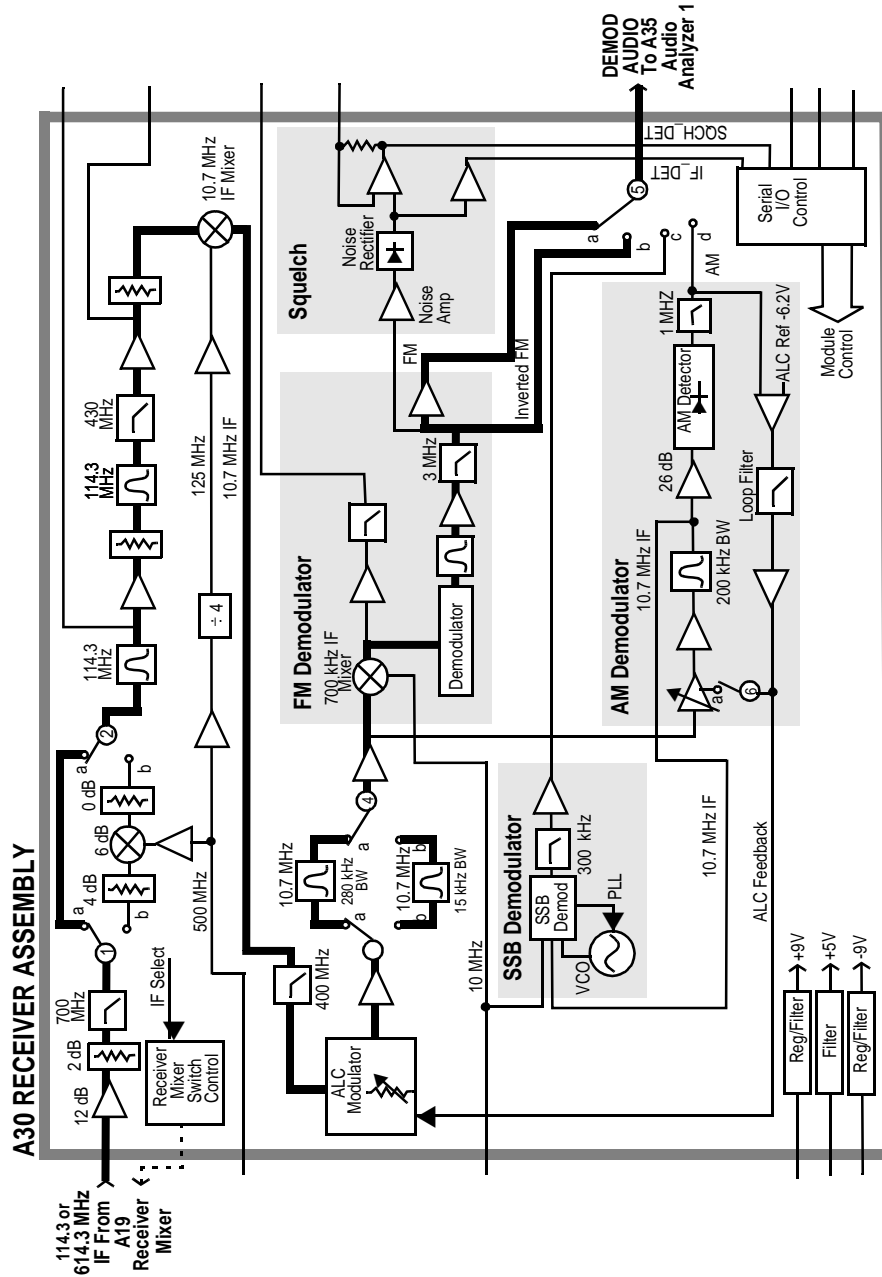 A30 RECEIVER ASSEMBLY
114.3 or
614.3 MHz
IF From
A19
Receiver
Mixer
12 dB
2 dB
700
MHz
IF Select
Receiver
Mixer
Switch
Control
1
a
b
4 dB
6 dB
0 dB
a
b
2
500 MHz
114.3
MHz
÷ 4
114.3
MHz
430
MHz
125 MHz
10.7 MHz IF
10.7 MHz
IF Mixer
400 MHz
ALC
Modulator
10.7 MHz
280 kHz
BW
a
a
b
b
10.7 MHz
15 kHz BW
4
10 MHz
FM Demodulator
700 kHz IF
Mixer
Demodulator
3 MHz
FM
Inverted FM
Squelch
Noise
Amp
Noise
Rectifier
SQCH_DET
IF_DET
DEMOD
AUDIO
To A35
Audio
Analyzer 1
5
a
b
c
d
AM
SSB Demodulator
SSB
Demod
VCO
PLL
300 kHz
10.7 MHz IF
AM Demodulator
10.7 MHz IF
200 kHz BW
26 dB
AM Detector
1 MHZ
a
6
Loop Filter
ALC Ref -6.2V
ALC Feedback
Serial
I/O
Control
Module
Control
Reg/Filter
+9V
Filter
+5V
Reg/Filter
-9V